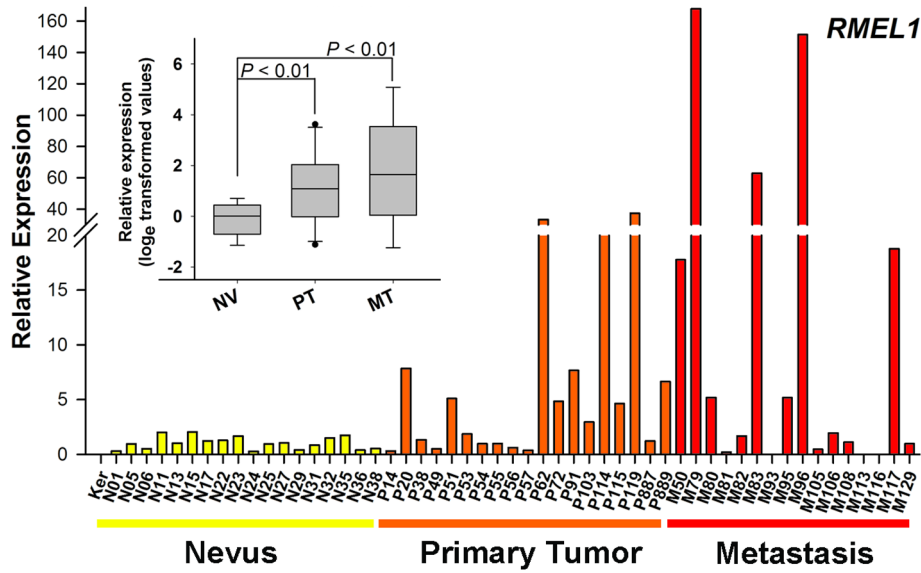 RMEL1
Relative Expression
160
140
120
100
80
60
40
20
15
10
5
0
Relative expression
(logₑ transformed values)
6
4
2
0
-2
P < 0.01
P < 0.01
NV
PT
MT
Ker
N01
N05
N06
N11
N13
N15
N17
N22
N23
N24
N25
N27
N29
N31
N32
N35
N36
N38
P14
P20
P38
P49
P51
P53
P54
P55
P56
P57
P62
P72
P91
P103
P114
P115
P119
P887
P889
M50
M79
M80
M81
M82
M83
M93
M95
M96
M105
M106
M108
M113
M116
M117
M129
Nevus
Primary Tumor
Metastasis